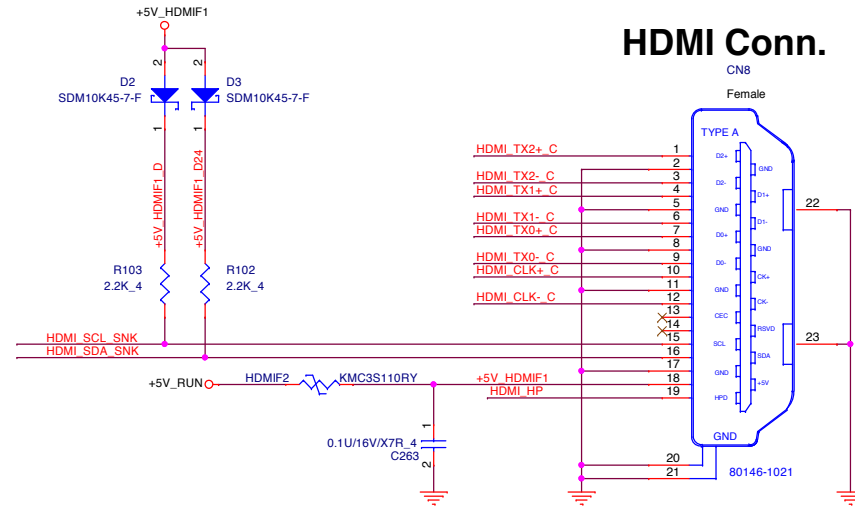 +5V_HDMIF1
HDMI Conn.
CN8
Female
D2
SDM10K45-7-F
D3
SDM10K45-7-F
2
2
1
1
+5V_HDMIF1_D
+5V_HDMIF1_D24
R103
2.2K_4
R102
2.2K_4
HDMI_SCL_SNK
HDMI_SDA_SNK
+5V_RUN
HDMIF2
KMC3S110RY
+5V_HDMIF1
HDMI_HP
1
0.1U/16V/X7R_4
C263
2
HDMI_TX2+_C
HDMI_TX2-_C
HDMI_TX1+_C
HDMI_TX1-_C
HDMI_TX0+_C
HDMI_TX0-_C
HDMI_CLK+_C
HDMI_CLK-_C
1
2
3
4
5
6
7
8
9
10
11
12
13
14
15
16
17
18
19
20
21
22
23
TYPE A
D2+
GND
D2-
D1+
GND
D1-
D0+
GND
D0-
CK+
GND
CK-
CEC
RSVD
SCL
SDA
GND
+5V
HPD
GND
80146-1021